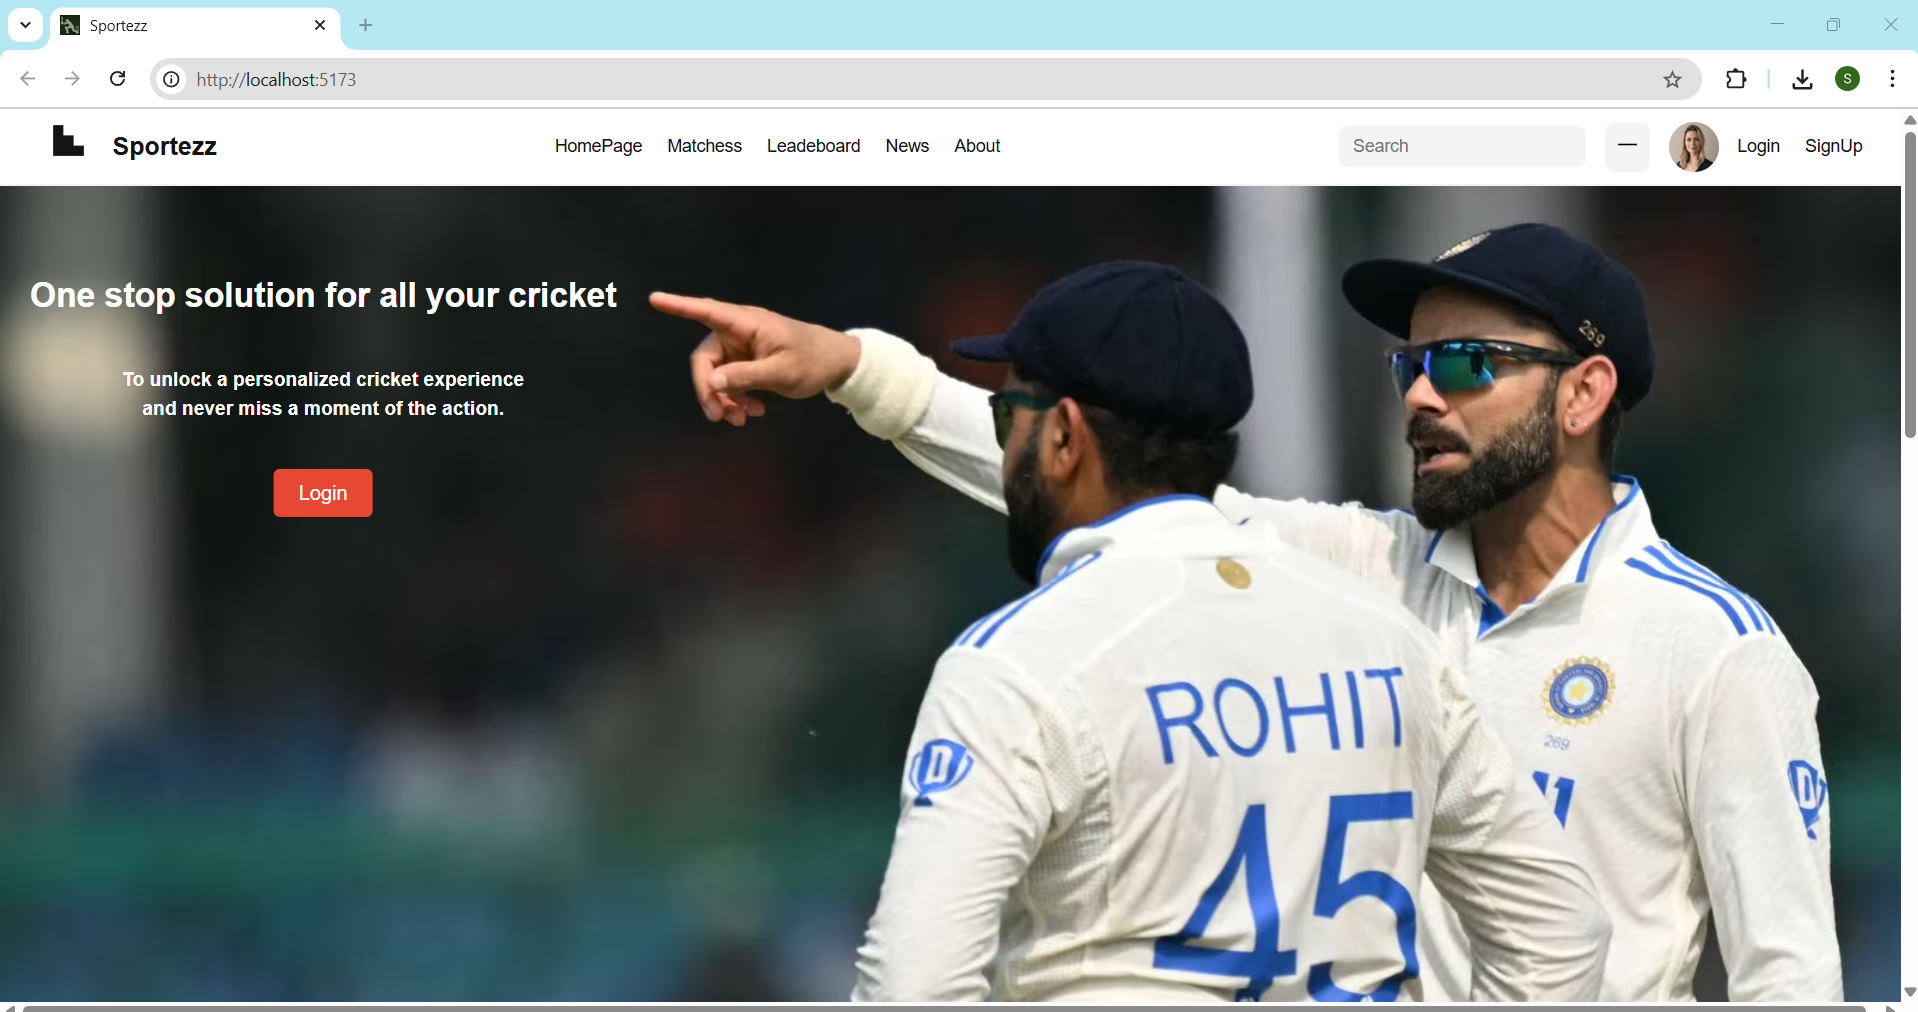 Sportezz
http://localhost:5173
S
Sportezz
HomePage Matchess Leadeboard News About
Search
Login SignUp
One stop solution for all your cricket
To unlock a personalized cricket experience
and never miss a moment of the action.
Login
269
ROHIT
45
269
D
D